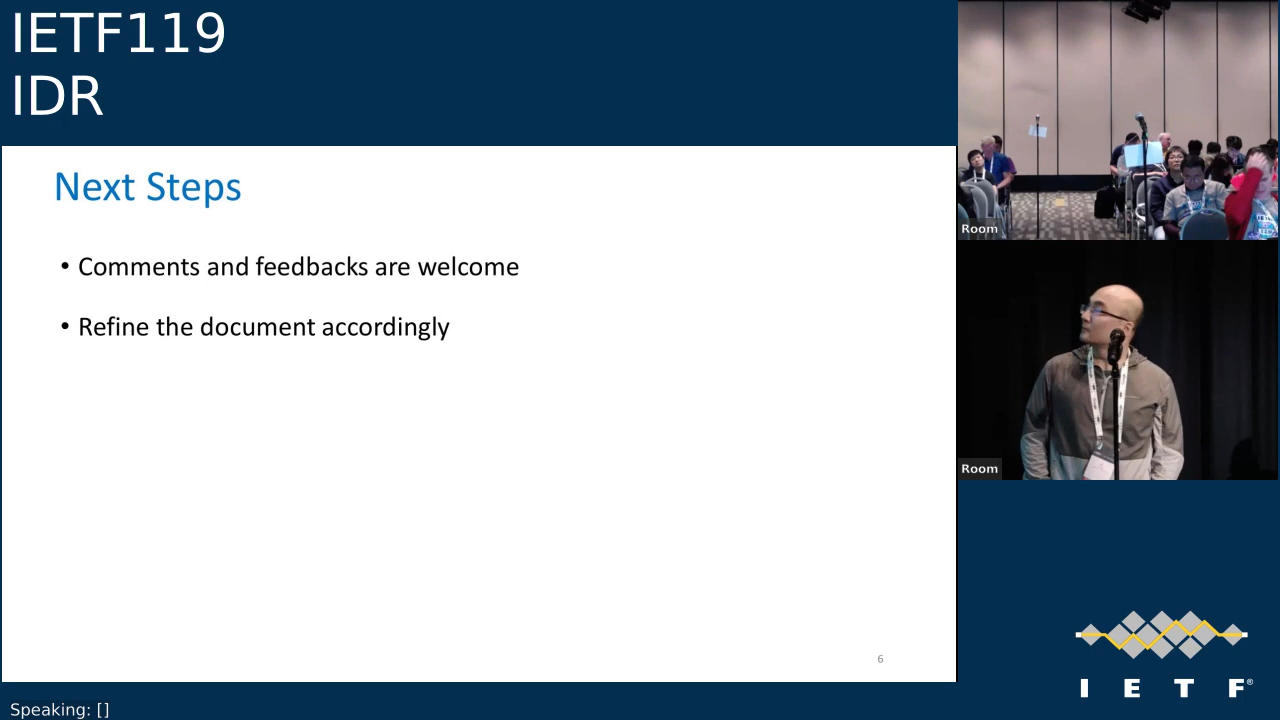 IETF119
IDR
Next Steps
• Comments and feedbacks are welcome
• Refine the document accordingly
6
Room
Room
I E T F®
Speaking: []